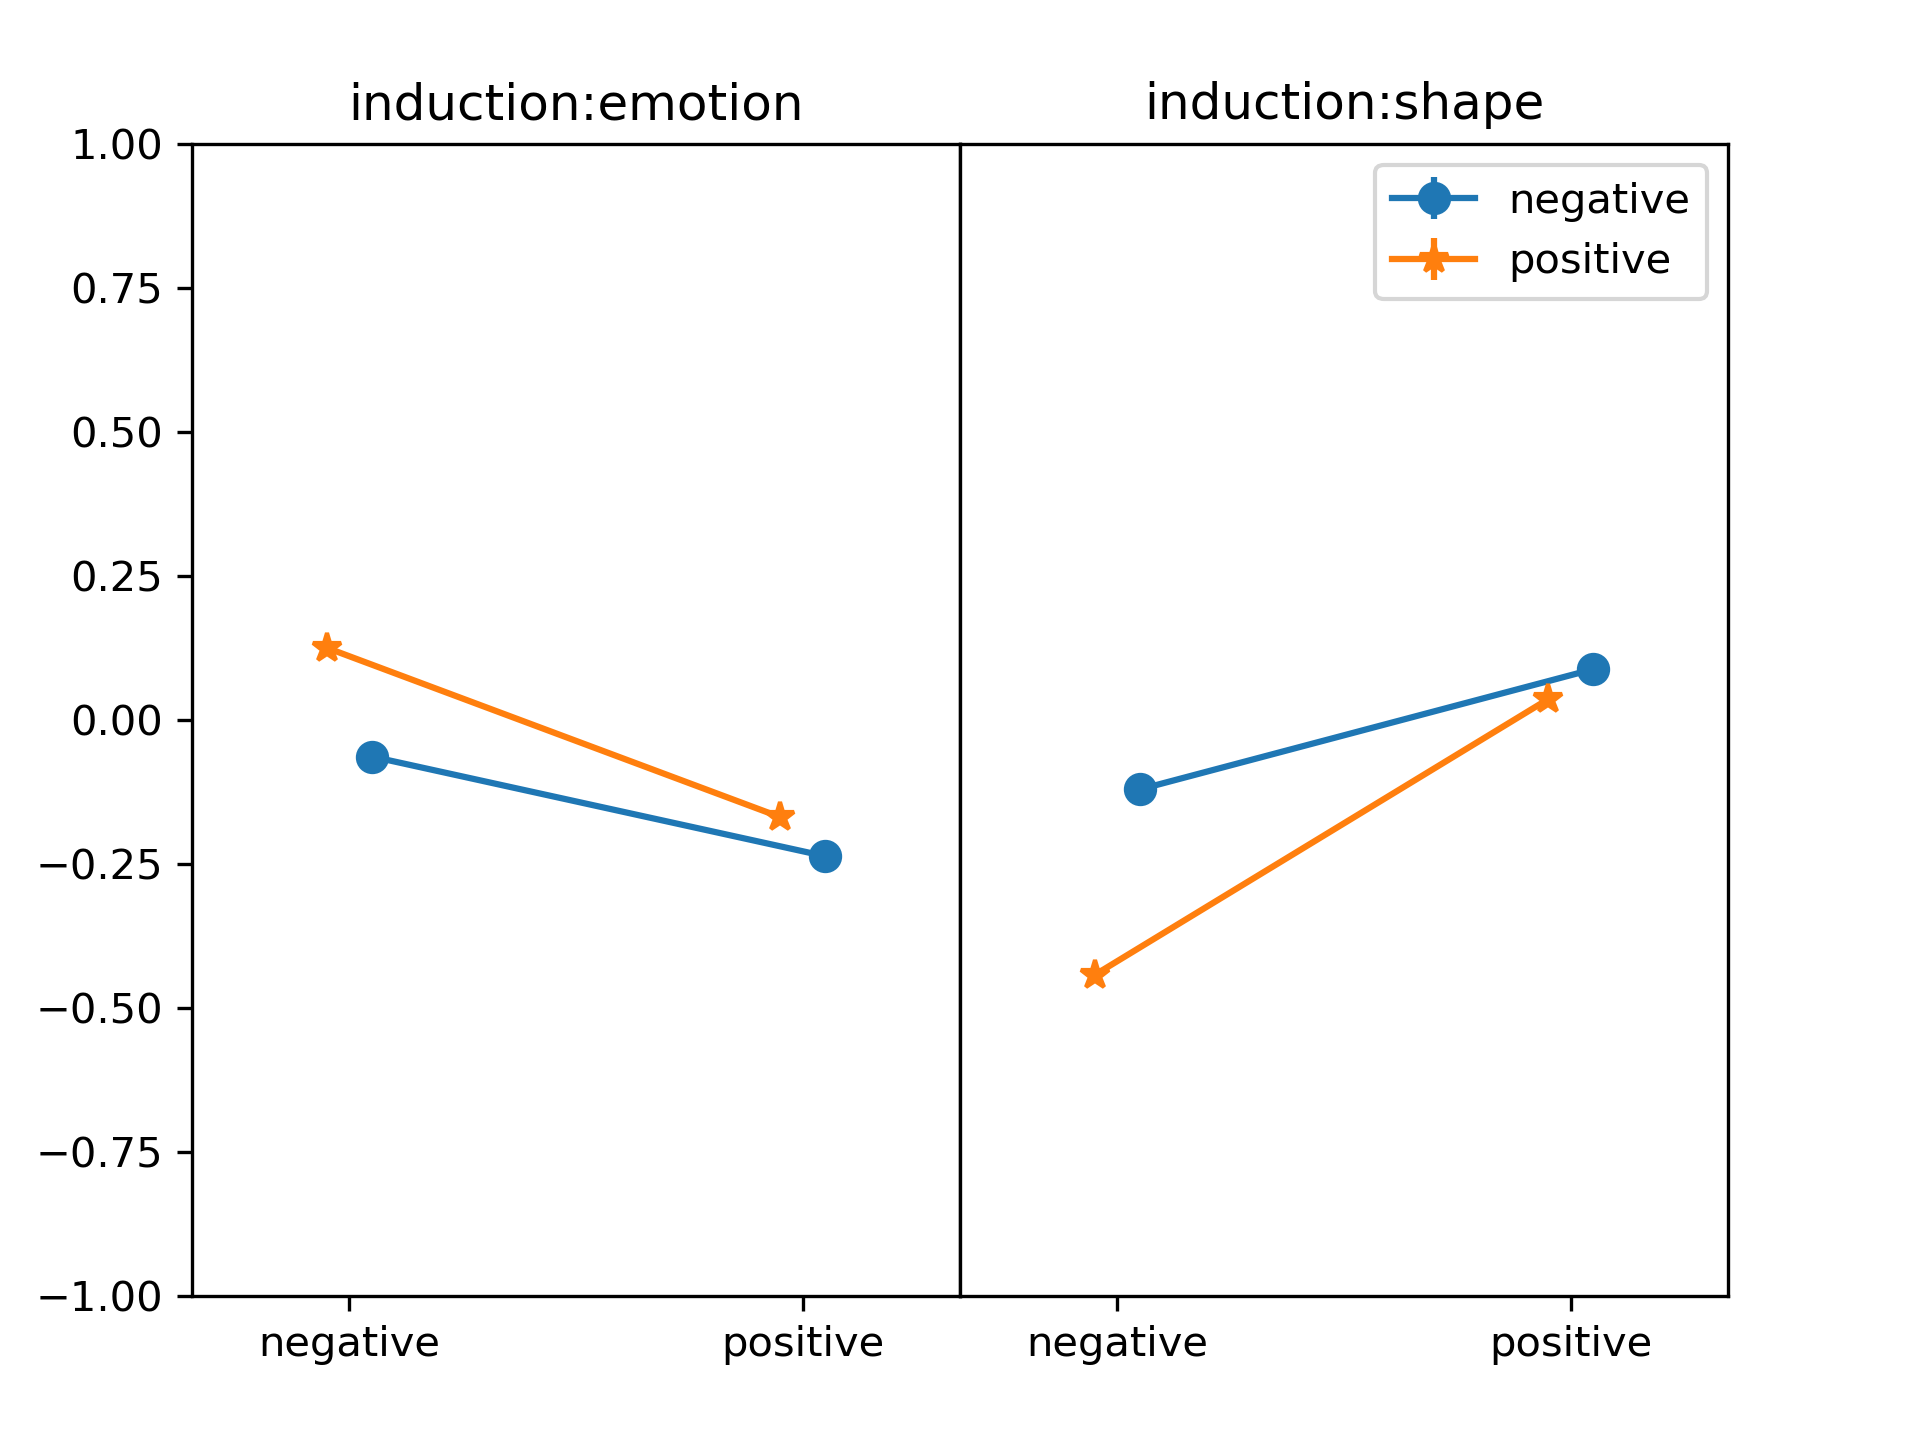 induction:emotion
induction:shape
1.00
0.75
0.50
0.25
0.00
−0.25
−0.50
−0.75
−1.00
negative
positive
negative
positive
negative
positive